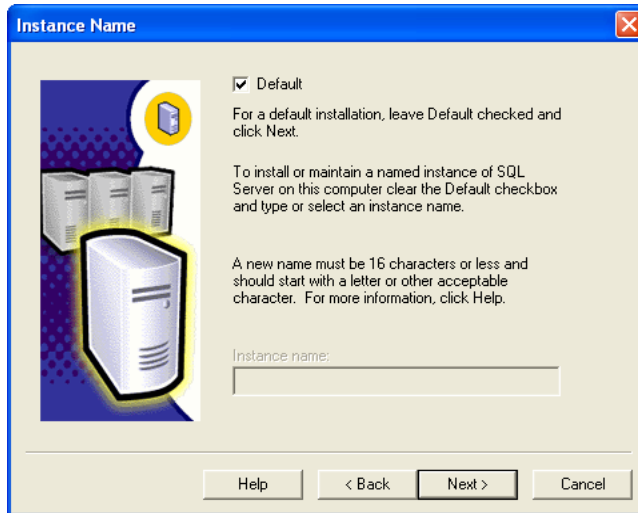 Instance Name
Default
For a default installation, leave Default checked and
click Next.
To install or maintain a named instance of SQL
Server on this computer clear the Default checkbox
and type or select an instance name.
A new name must be 16 characters or less and
should start with a letter or other acceptable
character.  For more information, click Help.
Instance name:
Help
< Back
Next >
Cancel